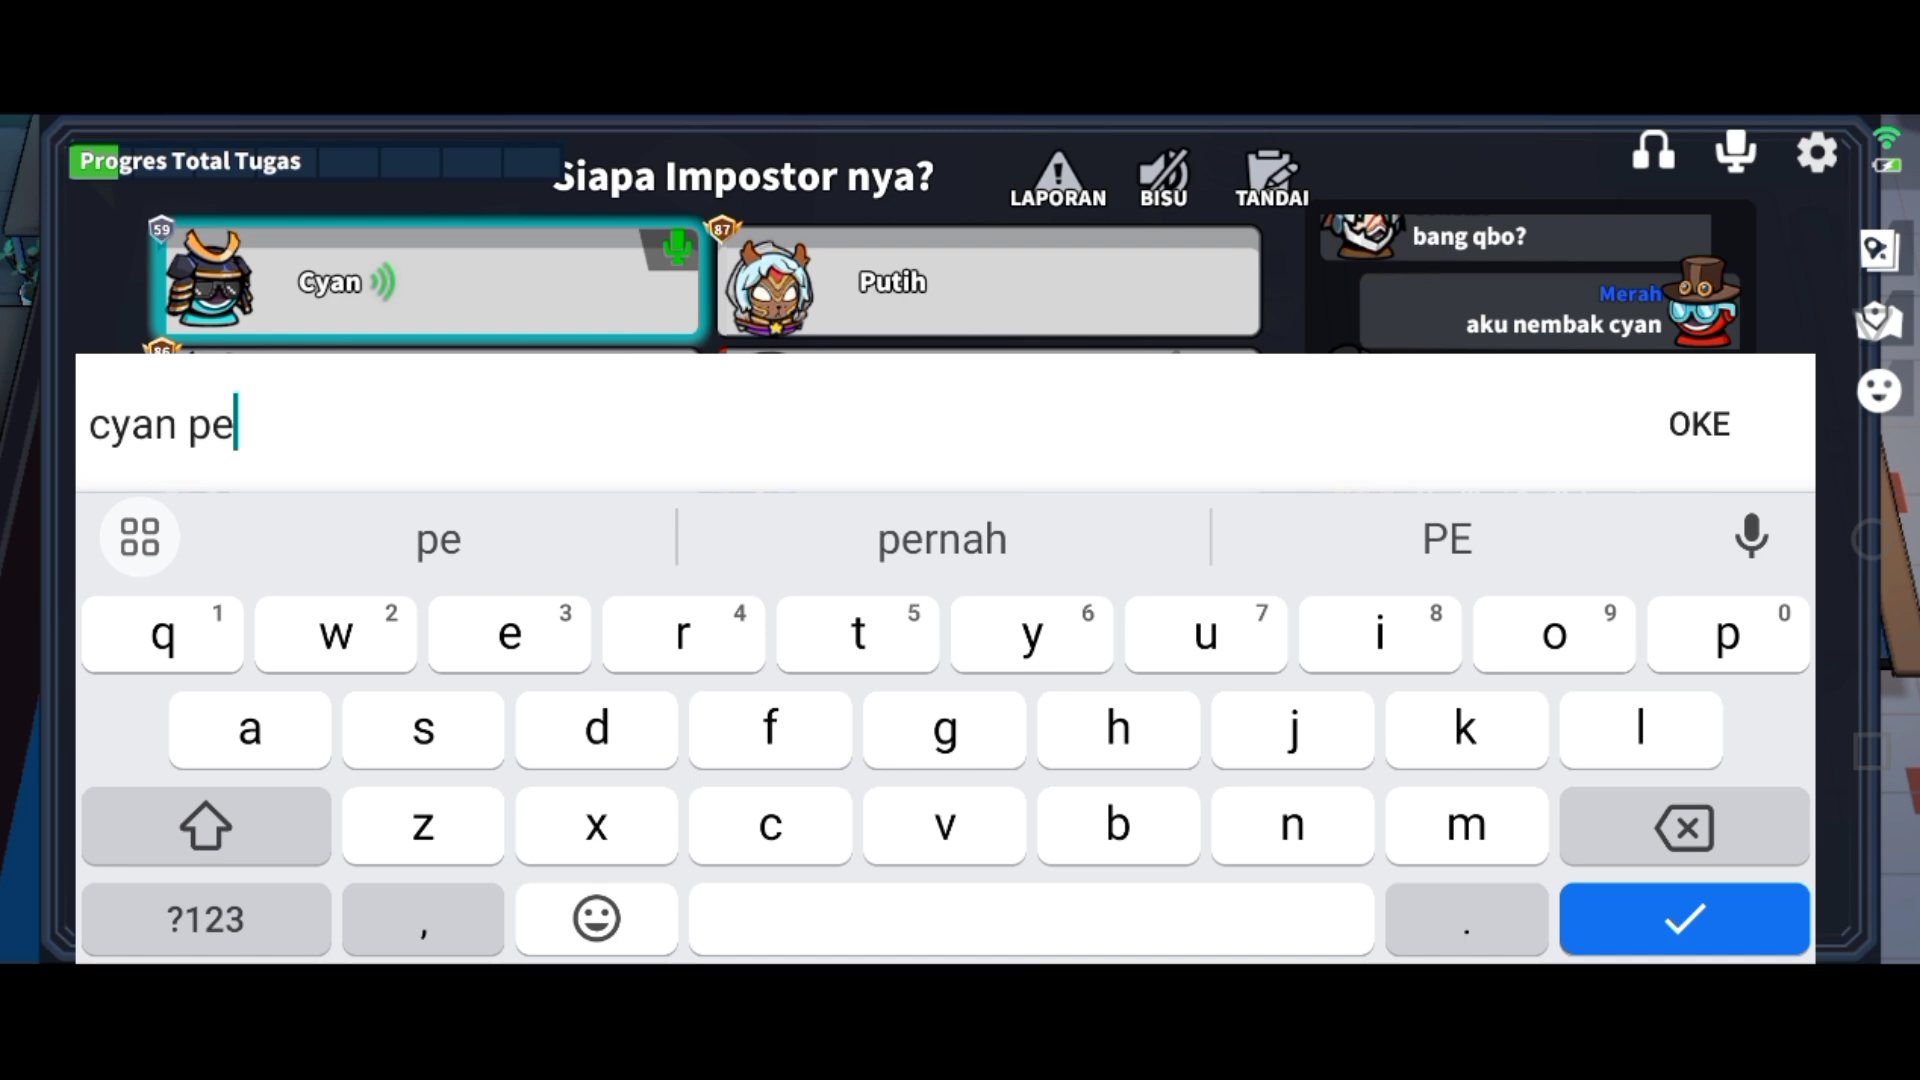 Progres Total Tugas
Siapa Impostor nya?
LAPORAN
BISU
TANDAI
59
Cyan
87
Putih
86
bang qbo?
Merah
aku nembak cyan
cyan pe
OKE
pe
pernah
PE
q 1 w 2 e 3 r 4 t 5 y 6 u 7 i 8 o 9 p 0
a s d f g h j k l
z x c v b n m
?123 , .